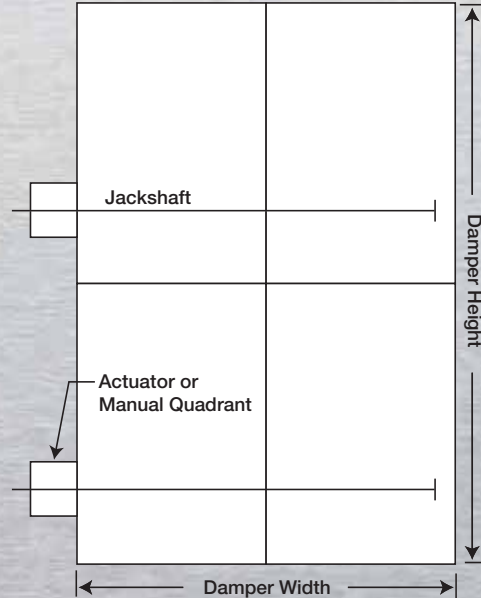 Jackshaft
Damper Height
Actuator or
Manual Quadrant
Damper Width